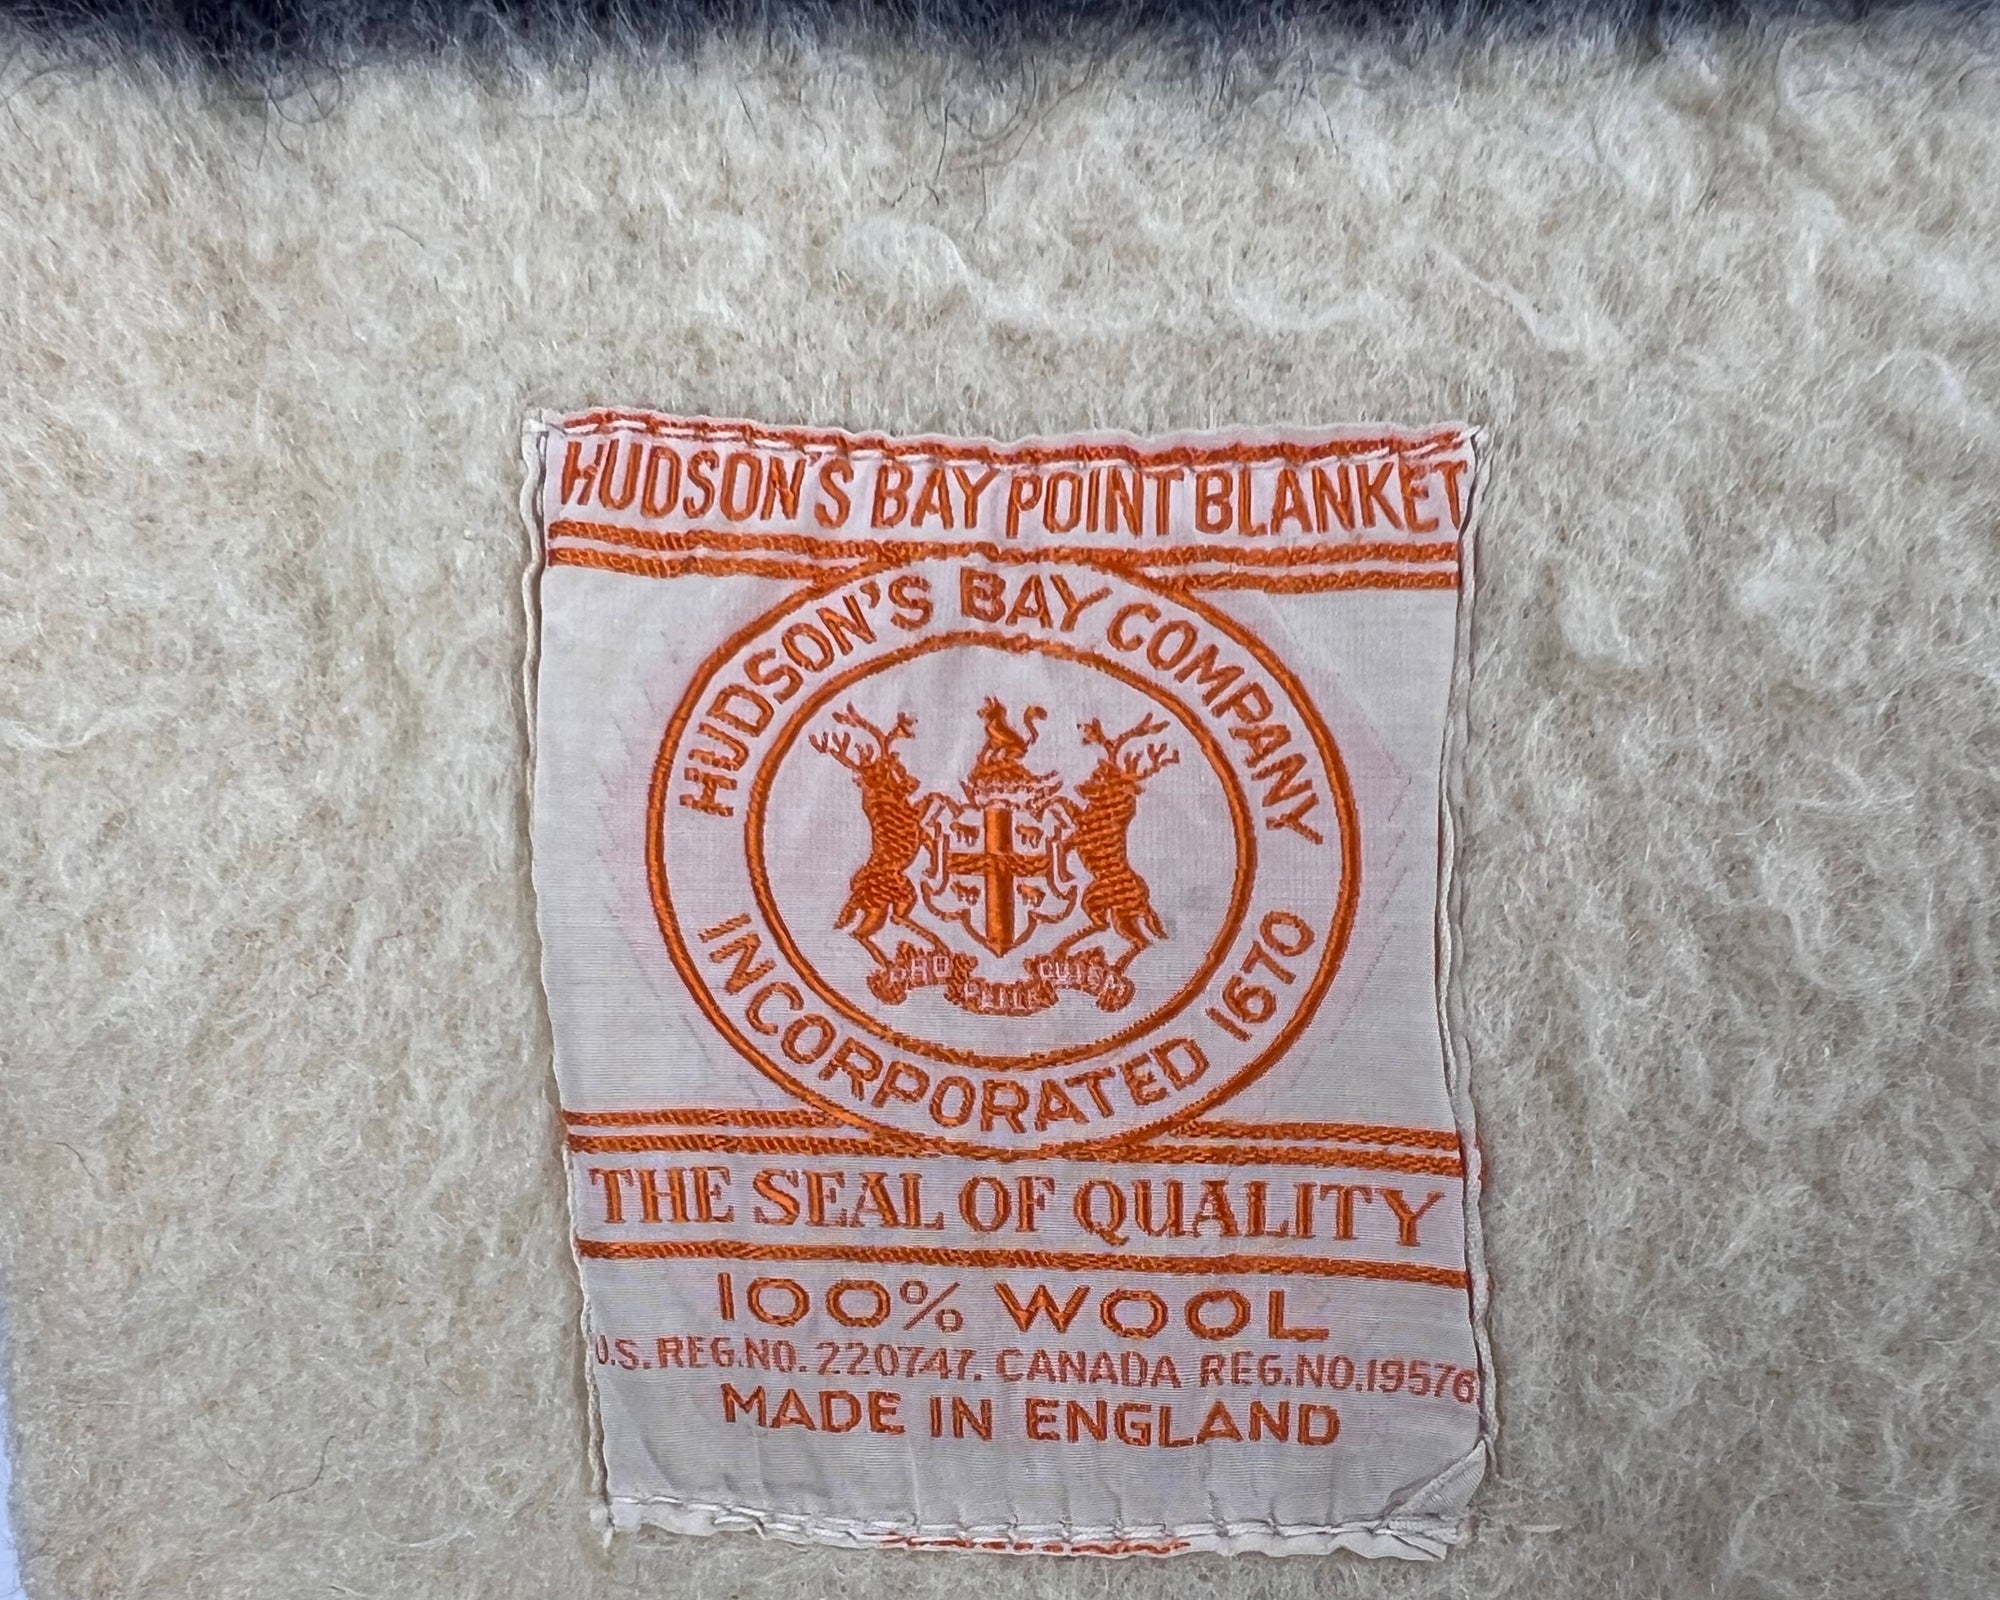 HUDSON'S BAY POINT BLANKET
HUDSON'S BAY COMPANY
INCORPORATED 1670
THE SEAL OF QUALITY
100% WOOL
U.S. REG.NO. 220747. CANADA REG.NO.19576
MADE IN ENGLAND